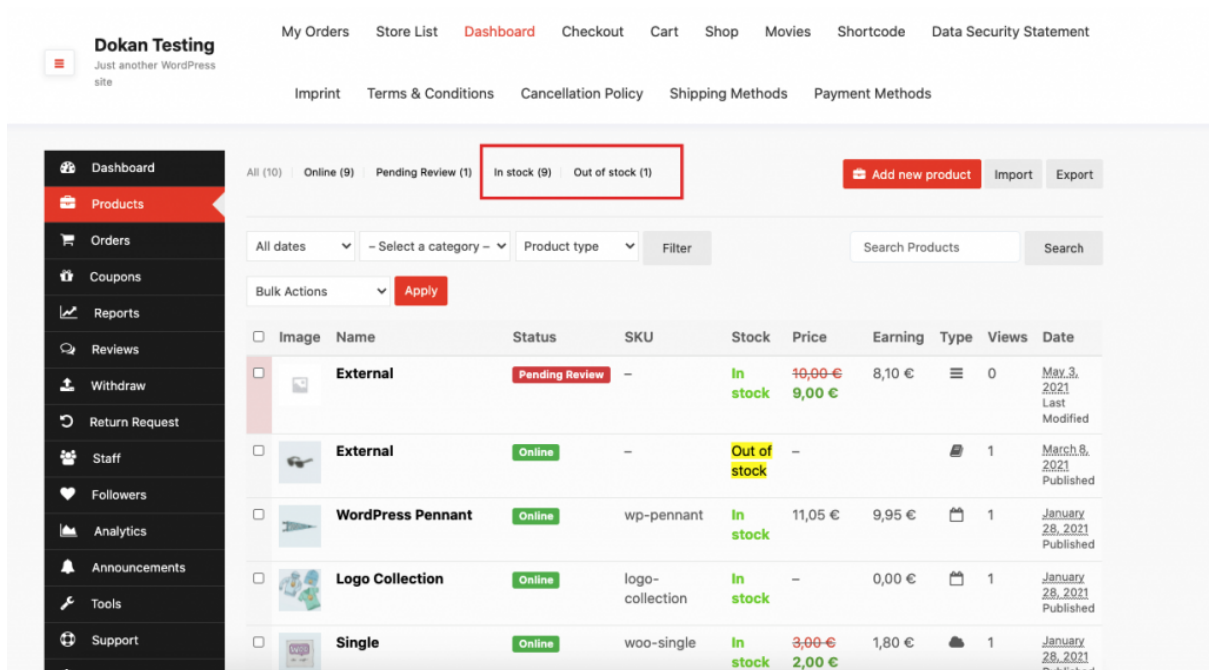 My Orders Store List Dashboard Checkout Cart Shop Movies Shortcode Data Security Statement
Dokan Testing
Just another WordPress
site
Imprint Terms & Conditions Cancellation Policy Shipping Methods Payment Methods
Dashboard
Products
Orders
Coupons
Reports
Reviews
Withdraw
Return Request
Staff
Followers
Analytics
Announcements
Tools
Support
All (10) Online (9) Pending Review (1) In stock (9) Out of stock (1)
Add new product Import Export
All dates – Select a category – Product type Filter Search Products Search
Bulk Actions Apply
Image Name Status SKU Stock Price Earning Type Views Date
External Pending Review – In 10,00 € 8,10 € 0 May 3,
stock 9,00 € 2021
Last
Modified
External Online – Out of – 1 March 8,
stock 2021
Published
WordPress Pennant Online wp-pennant In 11,05 € 9,95 € 1 January
stock 28, 2021
Published
Logo Collection Online logo- In – 0,00 € 1 January
collection stock 28, 2021
Published
Single Online woo-single In 3,00 € 1,80 € 1 January
stock 2,00 € 28, 2021